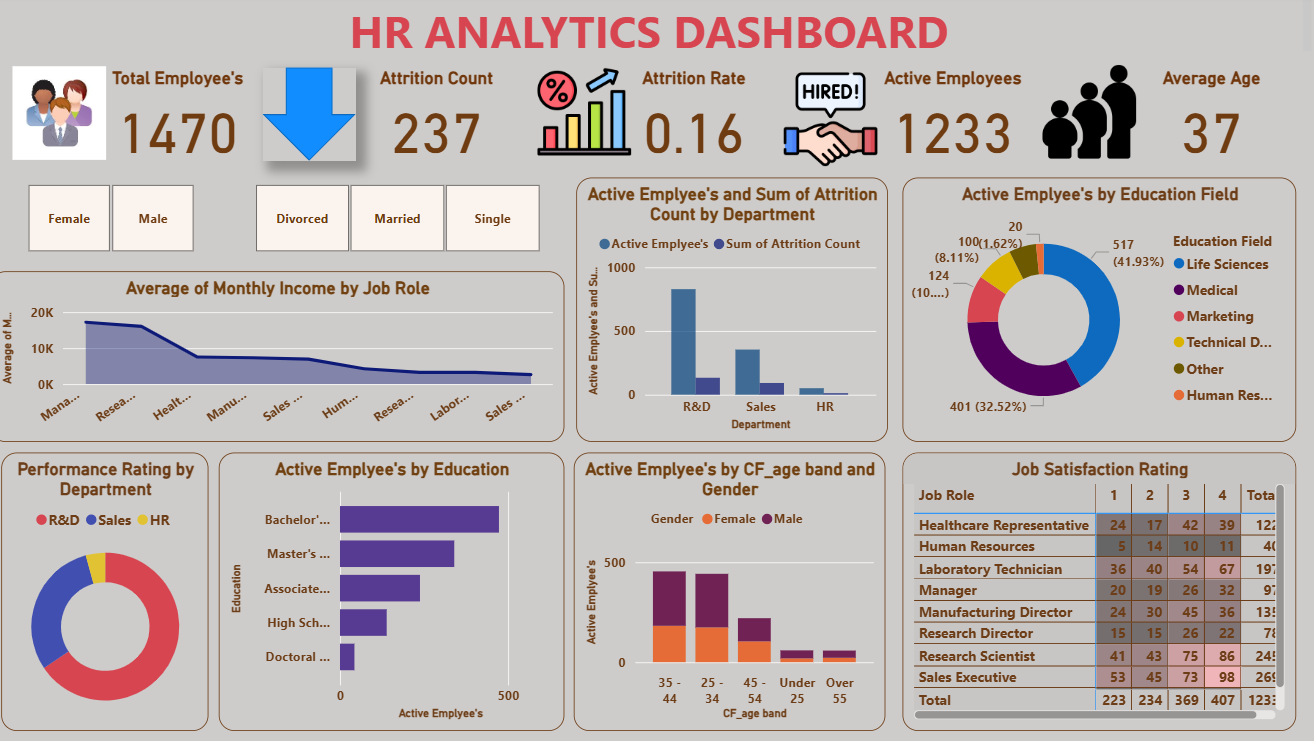 HR ANALYTICS DASHBOARD
Total Employee's
1470
Attrition Count
237
Attrition Rate
0.16
HIRED!
Active Employees
1233
Average Age
37
Female
Male
Divorced
Married
Single
Average of Monthly Income by Job Role
Average of M...
20K
10K
0K
Mana...
Resea...
Healt...
Manu...
Sales ...
Hum...
Resea...
Labor...
Sales ...
Active Emplyee's and Sum of Attrition
Count by Department
Active Emplyee's
Sum of Attrition Count
Active Emplyee's and Su...
1000
500
0
R&D
Sales
HR
Department
Active Emplyee's by Education Field
20
(1.62%)
100
(8.11%)
124
(10....)
517
(41.93%)
401 (32.52%)
Education Field
Life Sciences
Medical
Marketing
Technical D...
Other
Human Res...
Performance Rating by
Department
R&D
Sales
HR
Active Emplyee's by Education
Education
Bachelor'...
Master's ...
Associate...
High Sch...
Doctoral ...
0
500
Active Emplyee's
Active Emplyee's by CF_age band and
Gender
Gender
Female
Male
Active Emplyee's
500
0
35 -
44
25 -
34
45 -
54
Under
25
Over
55
CF_age band
Job Satisfaction Rating
Job Role 1 2 3 4 Tota
Healthcare Representative 24 17 42 39 122
Human Resources 5 14 10 11 40
Laboratory Technician 36 40 54 67 197
Manager 20 19 26 32 97
Manufacturing Director 24 30 45 36 135
Research Director 15 15 26 22 78
Research Scientist 41 43 75 86 245
Sales Executive 53 45 73 98 269
Total 223 234 369 407 1233